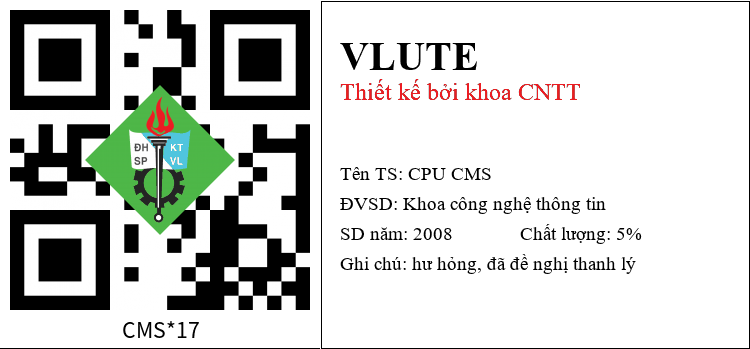 ĐH KT
SP VL
CMS*17
VLUTE
Thiết kế bởi khoa CNTT
Tên TS: CPU CMS
ĐVSD: Khoa công nghệ thông tin
SD năm: 2008 Chất lượng: 5%
Ghi chú: hư hỏng, đã đề nghị thanh lý